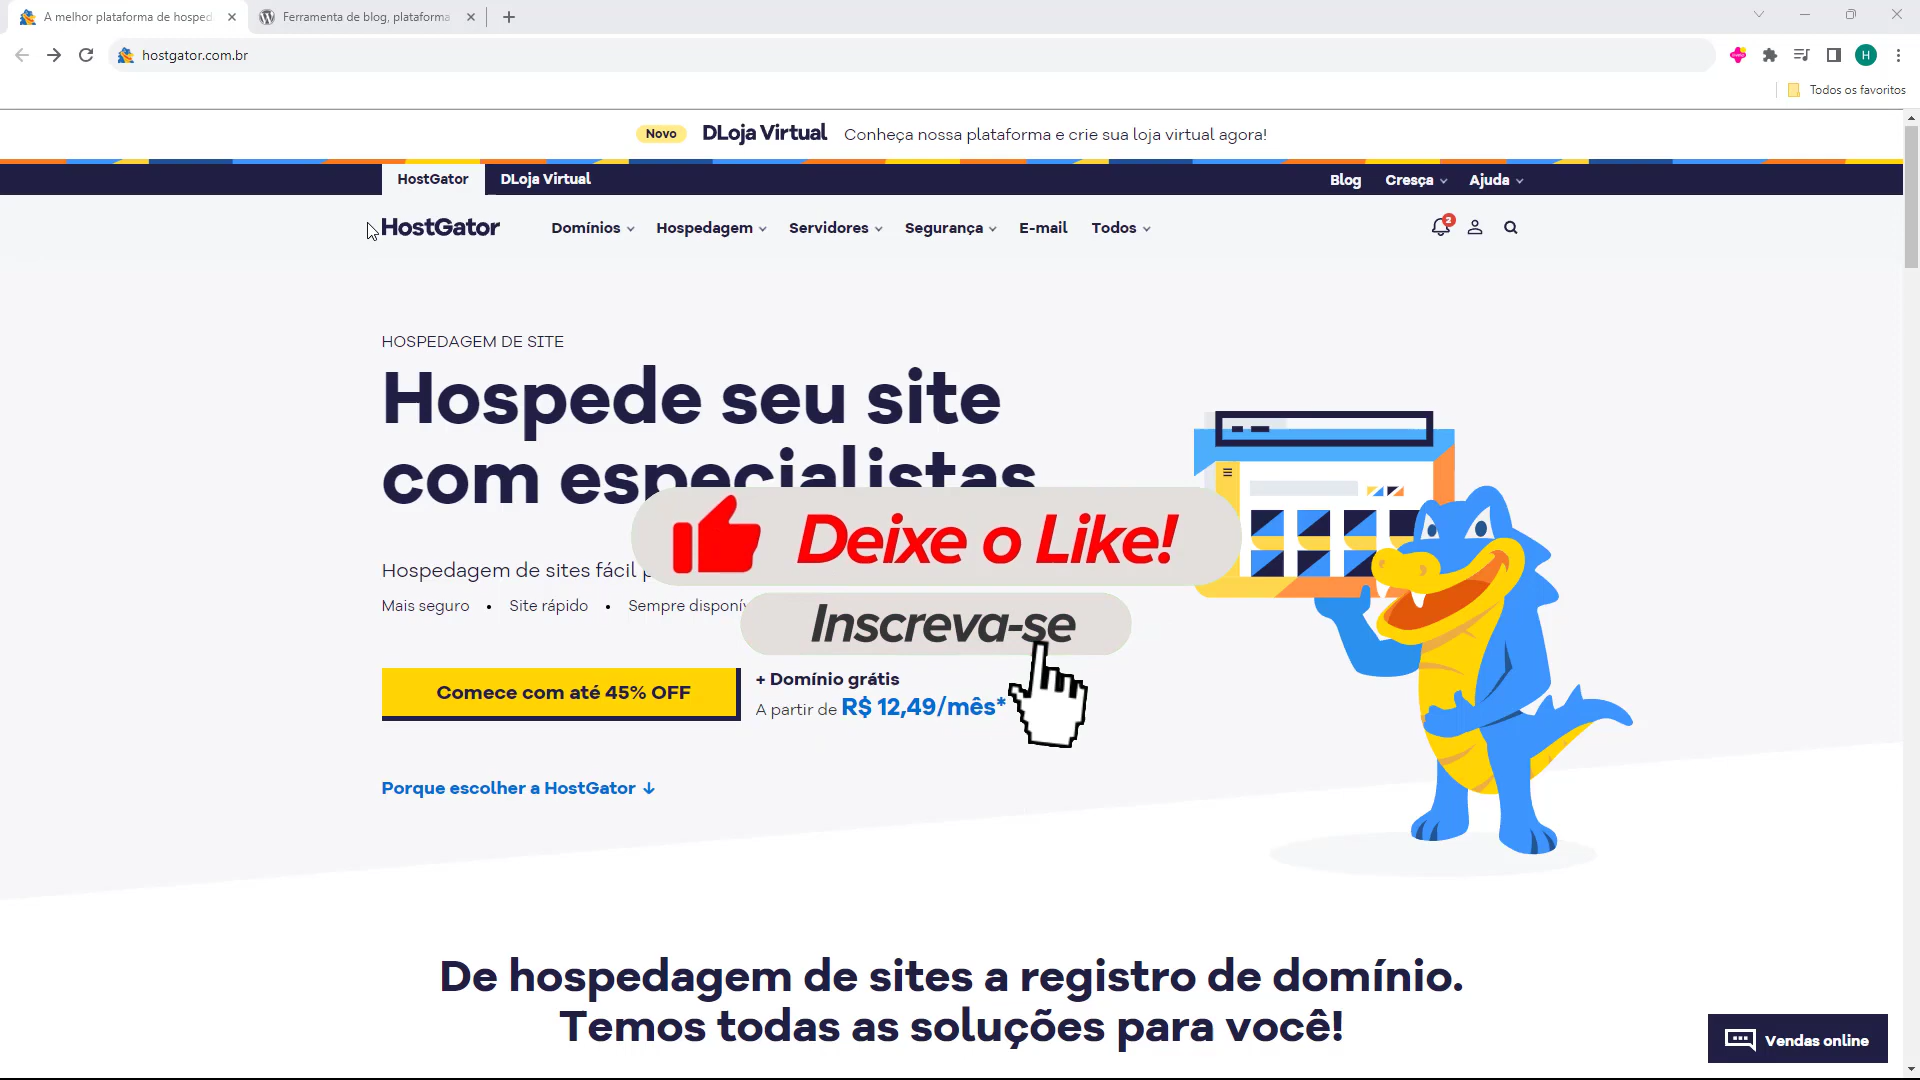 A melhor plataforma de hosped
Ferramenta de blog, plataforma
hostgator.com.br
H
Todos os favoritos
Novo DLoja Virtual Conheça nossa plataforma e crie sua loja virtual agora!
HostGator DLoja Virtual Blog Cresça Ajuda
HostGator Domínios Hospedagem Servidores Segurança E-mail Todos 2
HOSPEDAGEM DE SITE
Hospede seu site
com especialistas
Deixe o Like!
Hospedagem de sites fácil
Mais seguro • Site rápido • Sempre disponív
Inscreva-se
Comece com até 45% OFF
+ Domínio grátis
A partir de R$ 12,49/mês*
Porque escolher a HostGator ↓
De hospedagem de sites a registro de domínio.
Temos todas as soluções para você!
Vendas online